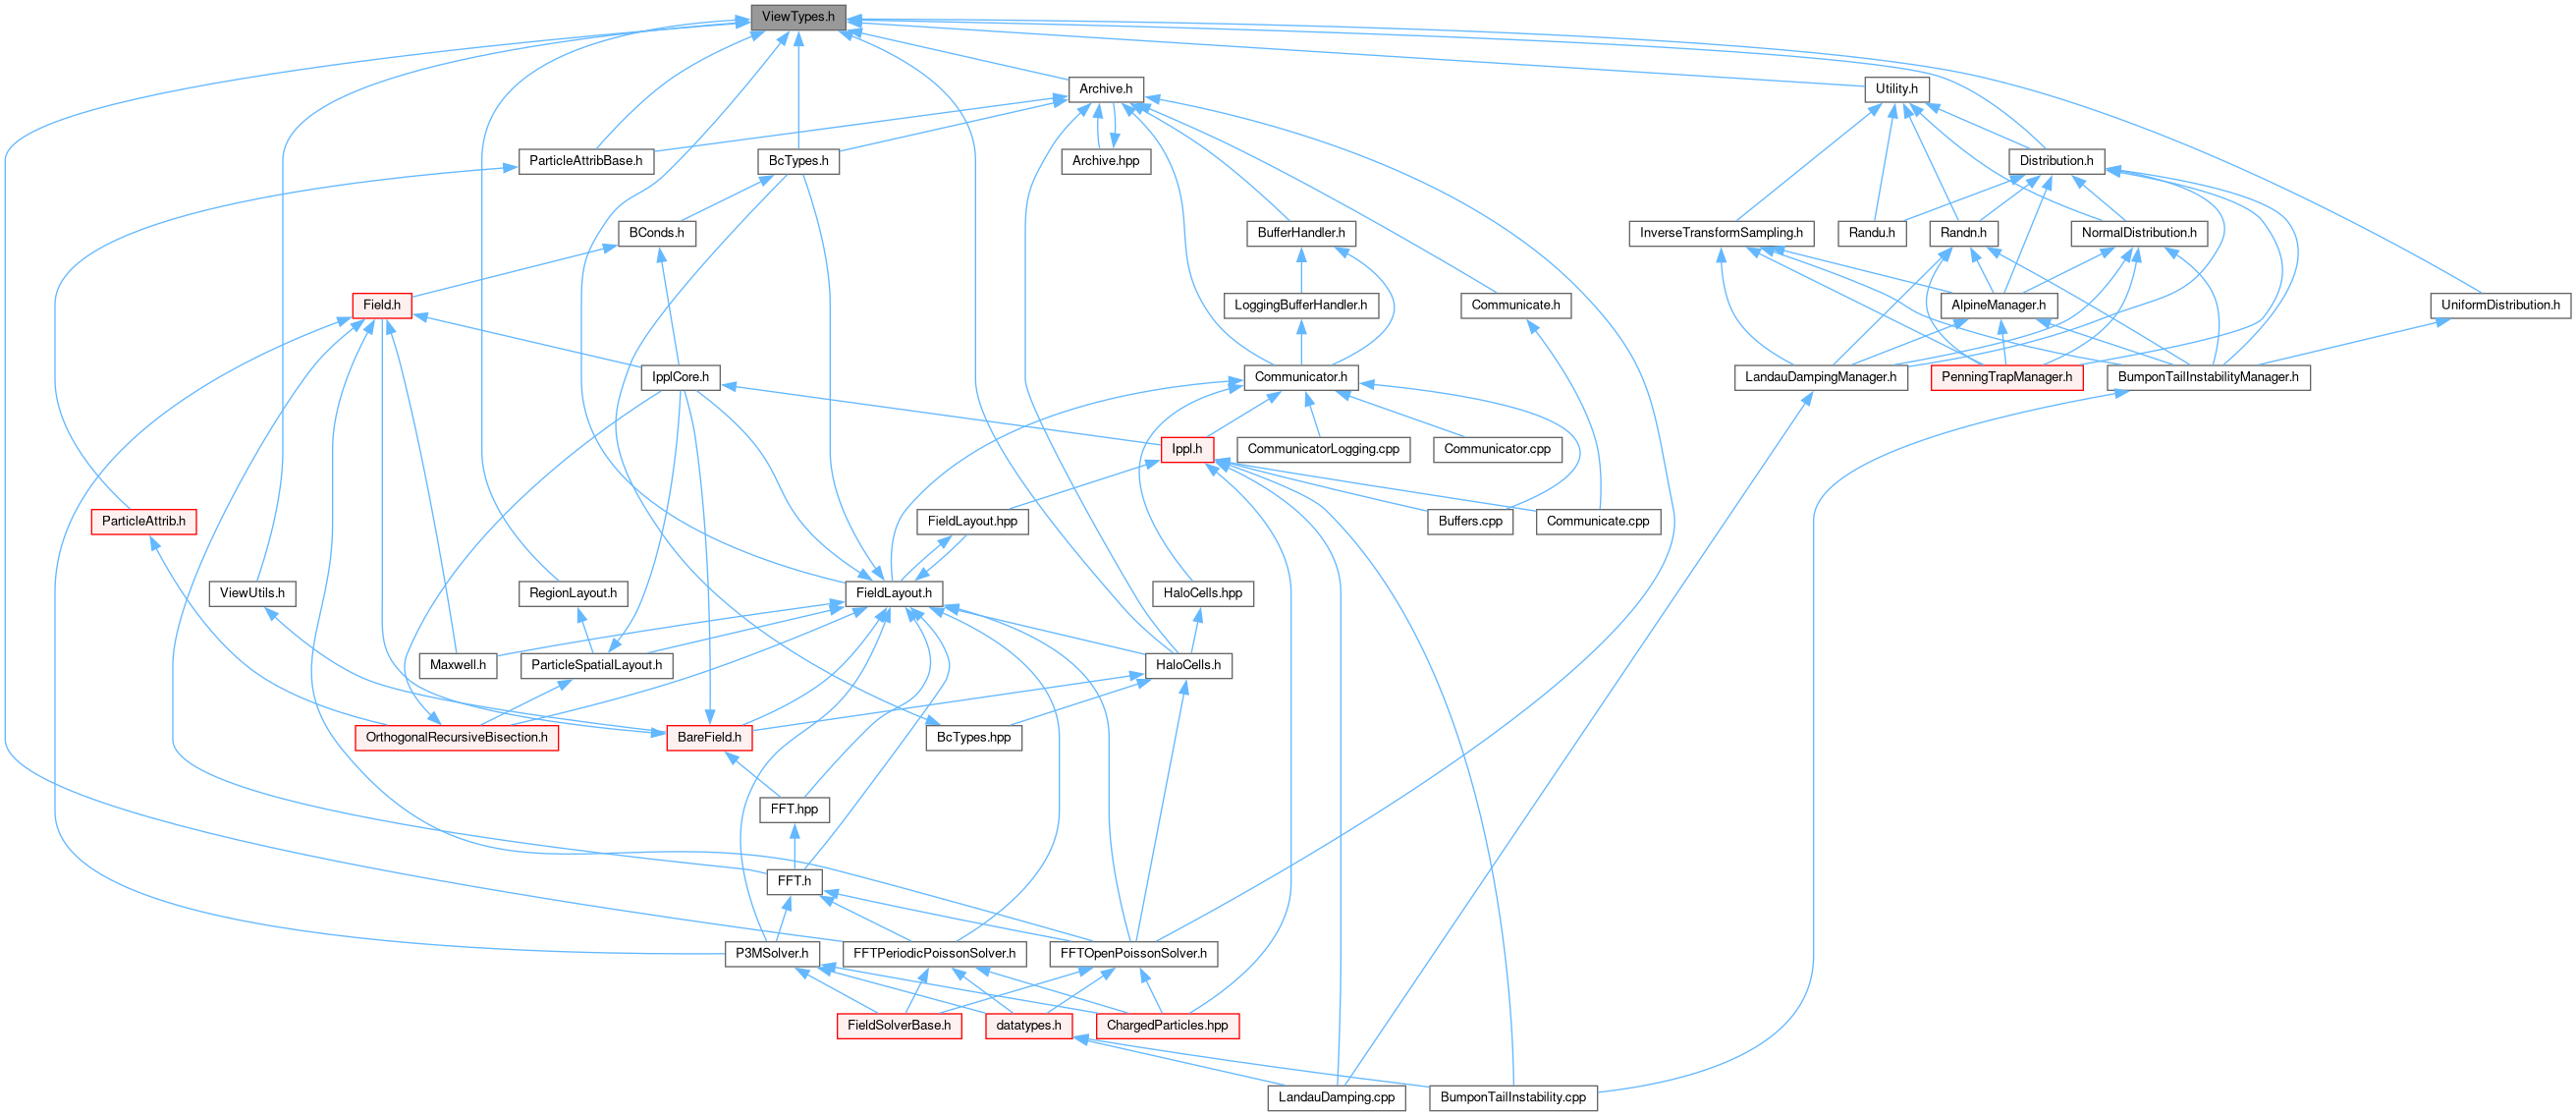 ViewTypes.h
Archive.h
Utility.h
ParticleAttribBase.h
BcTypes.h
Archive.hpp
Distribution.h
BConds.h
BufferHandler.h
InverseTransformSampling.h
Randu.h
Randn.h
NormalDistribution.h
Field.h
LoggingBufferHandler.h
Communicate.h
AlpineManager.h
UniformDistribution.h
IpplCore.h
Communicator.h
LandauDampingManager.h
PenningTrapManager.h
BumponTailInstabilityManager.h
Ippl.h
CommunicatorLogging.cpp
Communicator.cpp
ParticleAttrib.h
FieldLayout.hpp
Buffers.cpp
Communicate.cpp
ViewUtils.h
RegionLayout.h
FieldLayout.h
HaloCells.hpp
Maxwell.h
ParticleSpatialLayout.h
HaloCells.h
OrthogonalRecursiveBisection.h
BareField.h
BcTypes.hpp
FFT.hpp
FFT.h
P3MSolver.h
FFTPeriodicPoissonSolver.h
FFTOpenPoissonSolver.h
FieldSolverBase.h
datatypes.h
ChargedParticles.hpp
LandauDamping.cpp
BumponTailInstability.cpp